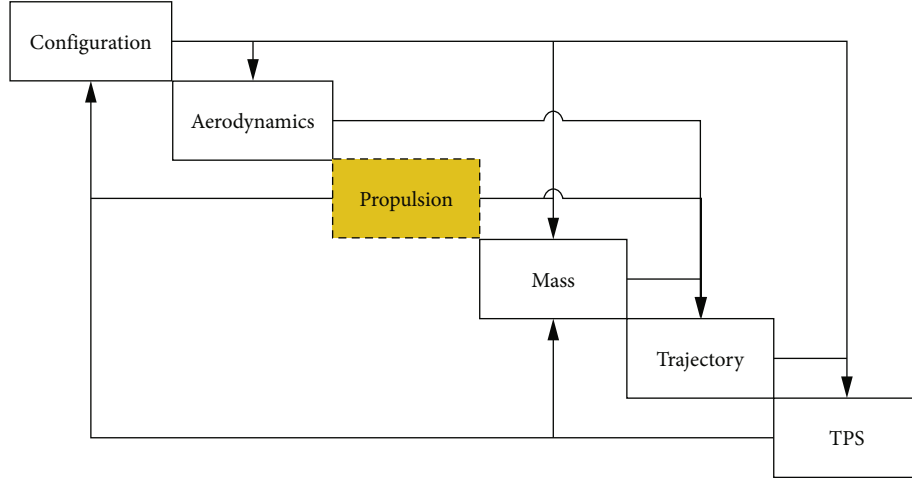 Configuration
Aerodynamics
Propulsion
Mass
Trajectory
TPS